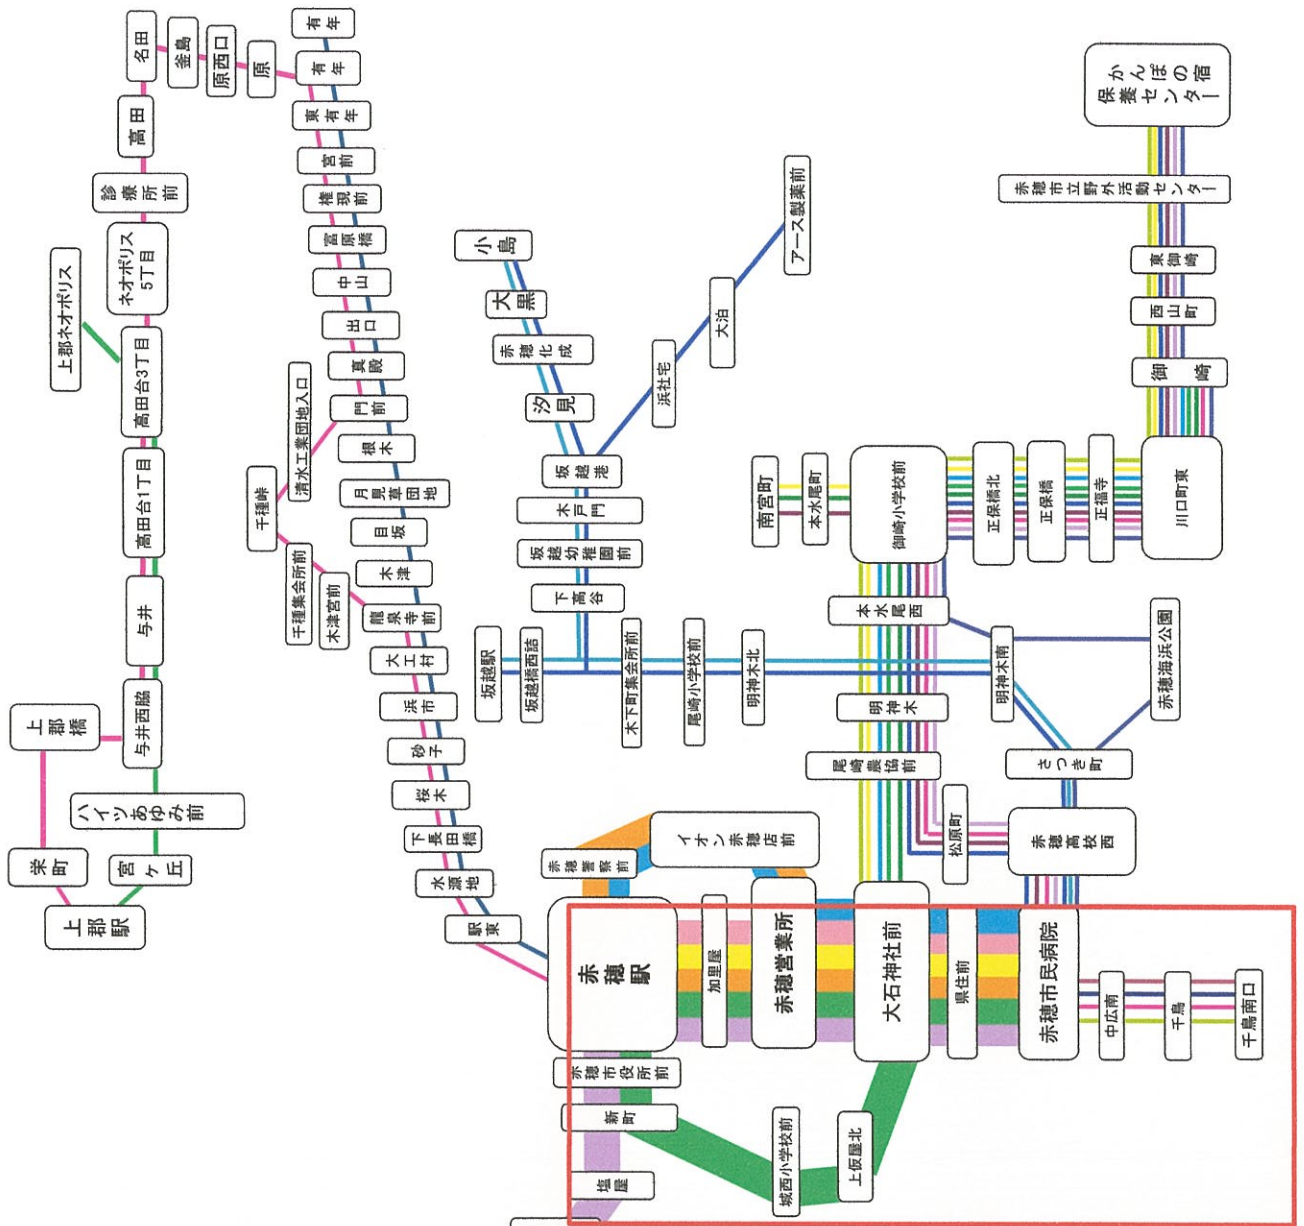 上郡駅
栄町
上郡橋
宮ヶ丘
ハイツあゆみ前
与井西脇
与井
高田台1丁目
高田台3丁目
上郡ネオポリス
ネオポリス
5丁目
診療所前
高田
名田
釜島
原西口
原
有年
有年
東有年
宮前
権現前
富原橋
中山
出口
真殿
門前
清水工業団地入口
千種峠
千種集会所前
木津宮前
根木
月見草団地
目坂
木津
龍泉寺前
大工村
浜市
砂子
桜木
下長田橋
水源地
駅東
小島
大黒
赤穂化成
汐見
坂越港
浜社宅
大泊
アース製薬前
木戸門
坂越幼稚園前
下高谷
坂越駅
坂越橋西詰
木下町集会所前
尾崎小学校前
明神木北
明神木南
赤穂海浜公園
さつき町
赤穂高校西
松原町
かんぽの宿
保養センター
赤穂市立野外活動センター
東御崎
西山町
御崎
川口町東
正福寺
正保橋
正保橋北
御崎小学校前
本水尾町
南宮町
本水尾西
明神木
尾崎農協前
赤穂警察前
イオン赤穂店前
赤穂駅
加里屋
赤穂営業所
大石神社前
県住前
赤穂市民病院
中広南
千鳥
千鳥南口
赤穂市役所前
新町
塩屋
城西小学校前
上仮屋北